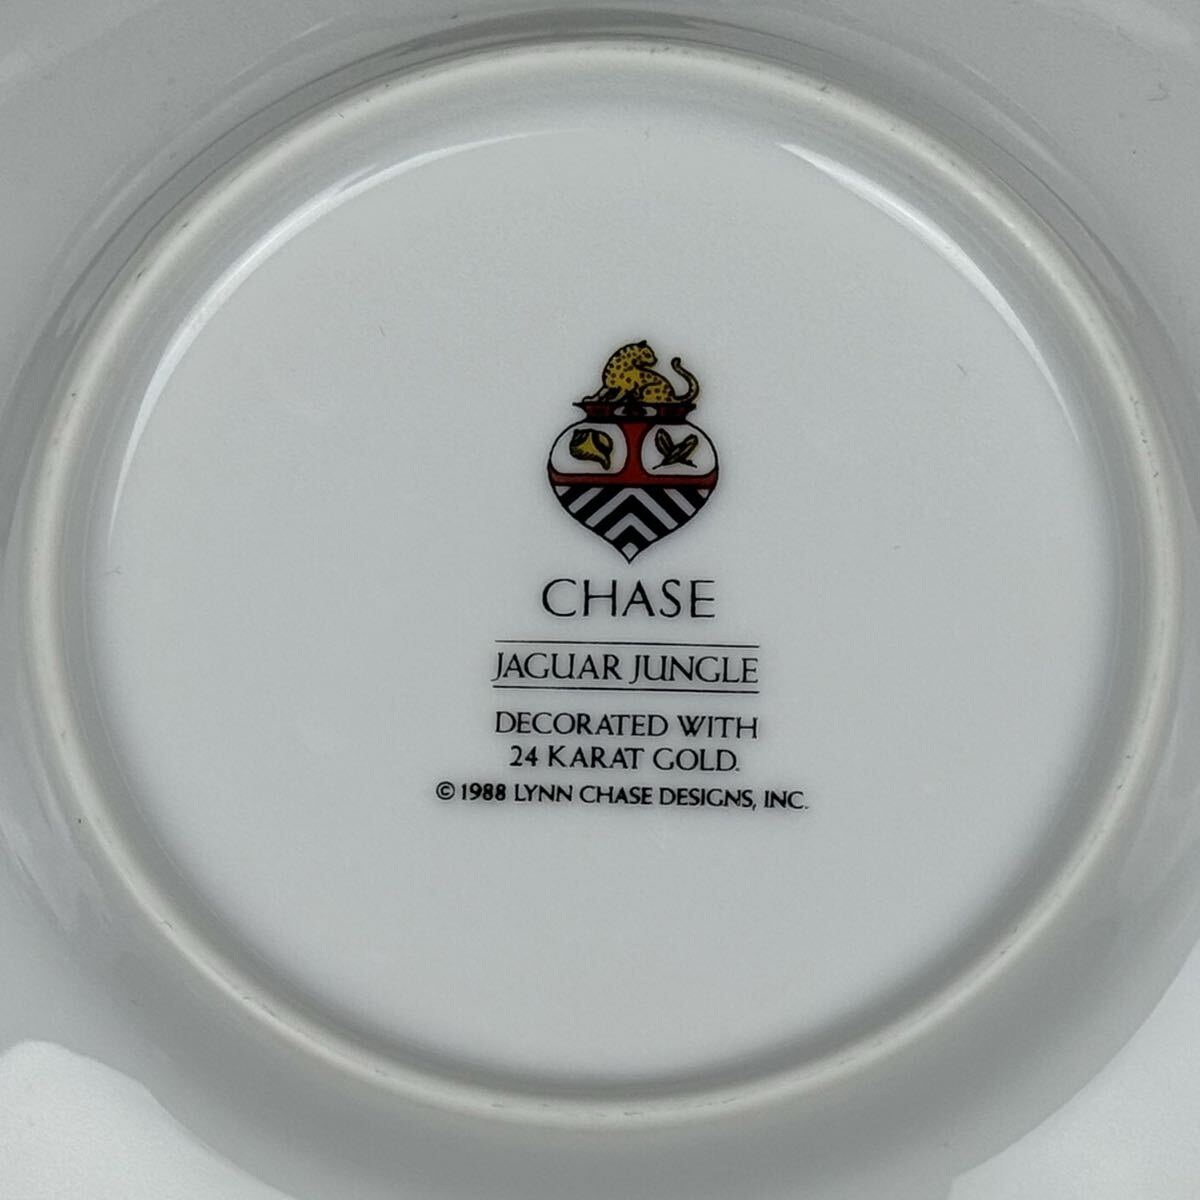 CHASE
JAGUAR JUNGLE
DECORATED WITH
24 KARAT GOLD.
© 1988 LYNN CHASE DESIGNS, INC.